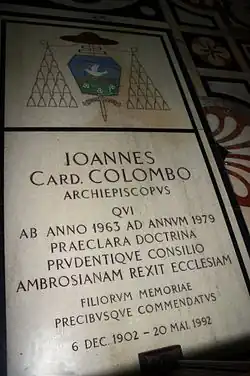 IOANNES
CARD. COLOMBO
ARCHIEPISCOPVS
QVI
AB ANNO 1963 AD ANNVM 1979
PRAECLARA DOCTRINA
PRVDENTIQVE CONSILIO
AMBROSIANAM REXIT ECCLESIAM
FILIORVM MEMORIAE
PRECIBVSQVE COMMENDATVS
6 DEC. 1902 – 20 MAI. 1992